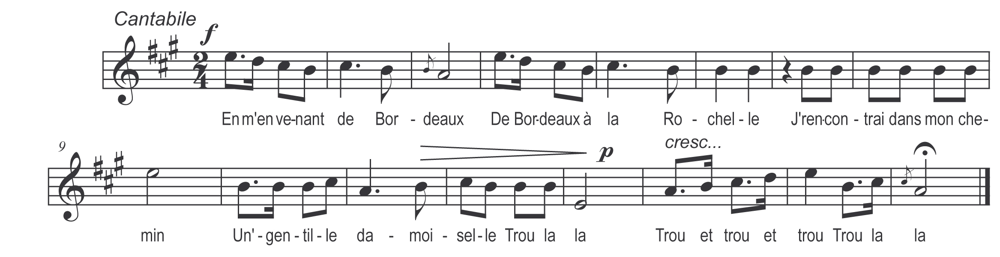 Cantabile
f
2
4
En m'en ve-nant de Bor - deaux De Bor-deaux à la Ro - chel - le J'ren-con - trai dans mon che-
cresc...
9
p
min Un' - gen - til - le da - moi - sel - le Trou la la Trou et trou et trou Trou la la